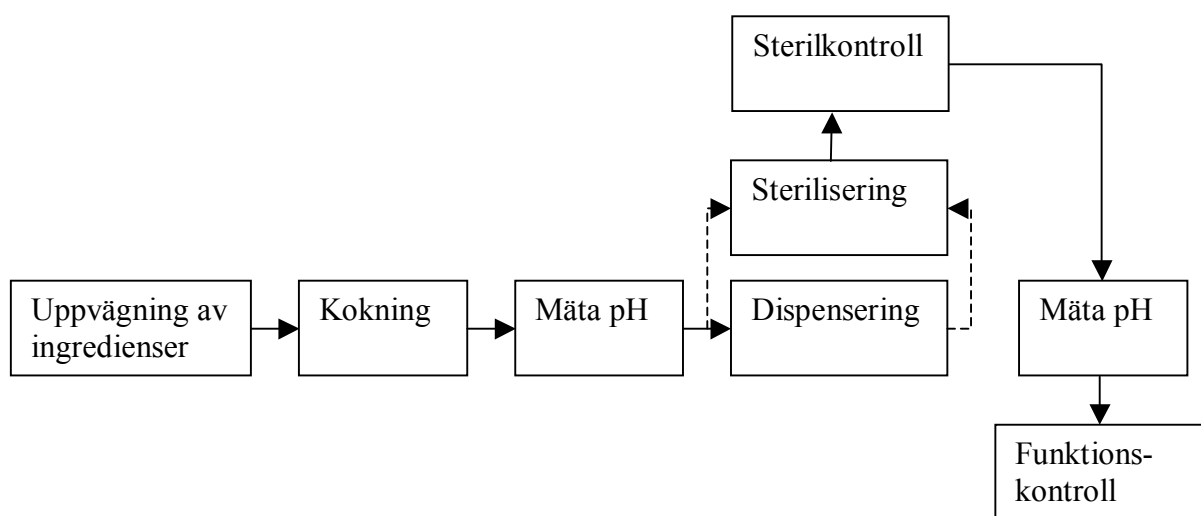 Sterilkontroll
Sterilisering
Uppvägning av
ingredienser
Kokning
Mäta pH
Dispensering
Mäta pH
Funktions-
kontroll